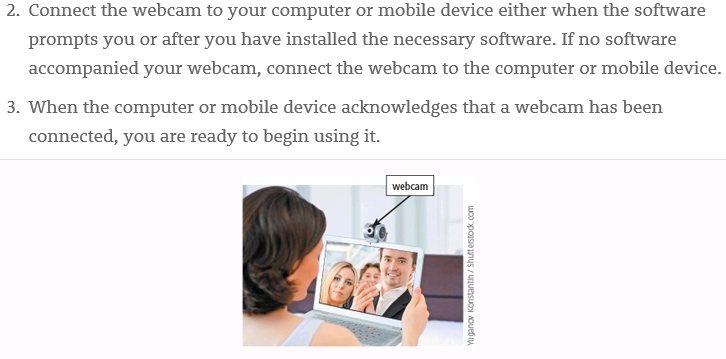 2. Connect the webcam to your computer or mobile device either when the software
prompts you or after you have installed the necessary software. If no software
accompanied your webcam, connect the webcam to the computer or mobile device.
3. When the computer or mobile device acknowledges that a webcam has been
connected, you are ready to begin using it.
webcam
Yuganov Konstantin / Shutterstock.com